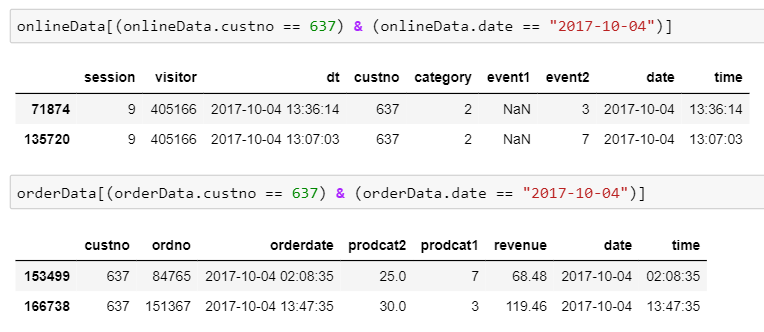 onlineData[(onlineData.custno == 637) & (onlineData.date == "2017-10-04")]
session visitor dt custno category event1 event2 date time
71874 9 405166 2017-10-04 13:36:14 637 2 NaN 3 2017-10-04 13:36:14
135720 9 405166 2017-10-04 13:07:03 637 2 NaN 7 2017-10-04 13:07:03
orderData[(orderData.custno == 637) & (orderData.date == "2017-10-04")]
custno ordno orderdate prodcat2 prodcat1 revenue date time
153499 637 84765 2017-10-04 02:08:35 25.0 7 68.48 2017-10-04 02:08:35
166738 637 151367 2017-10-04 13:47:35 30.0 3 119.46 2017-10-04 13:47:35